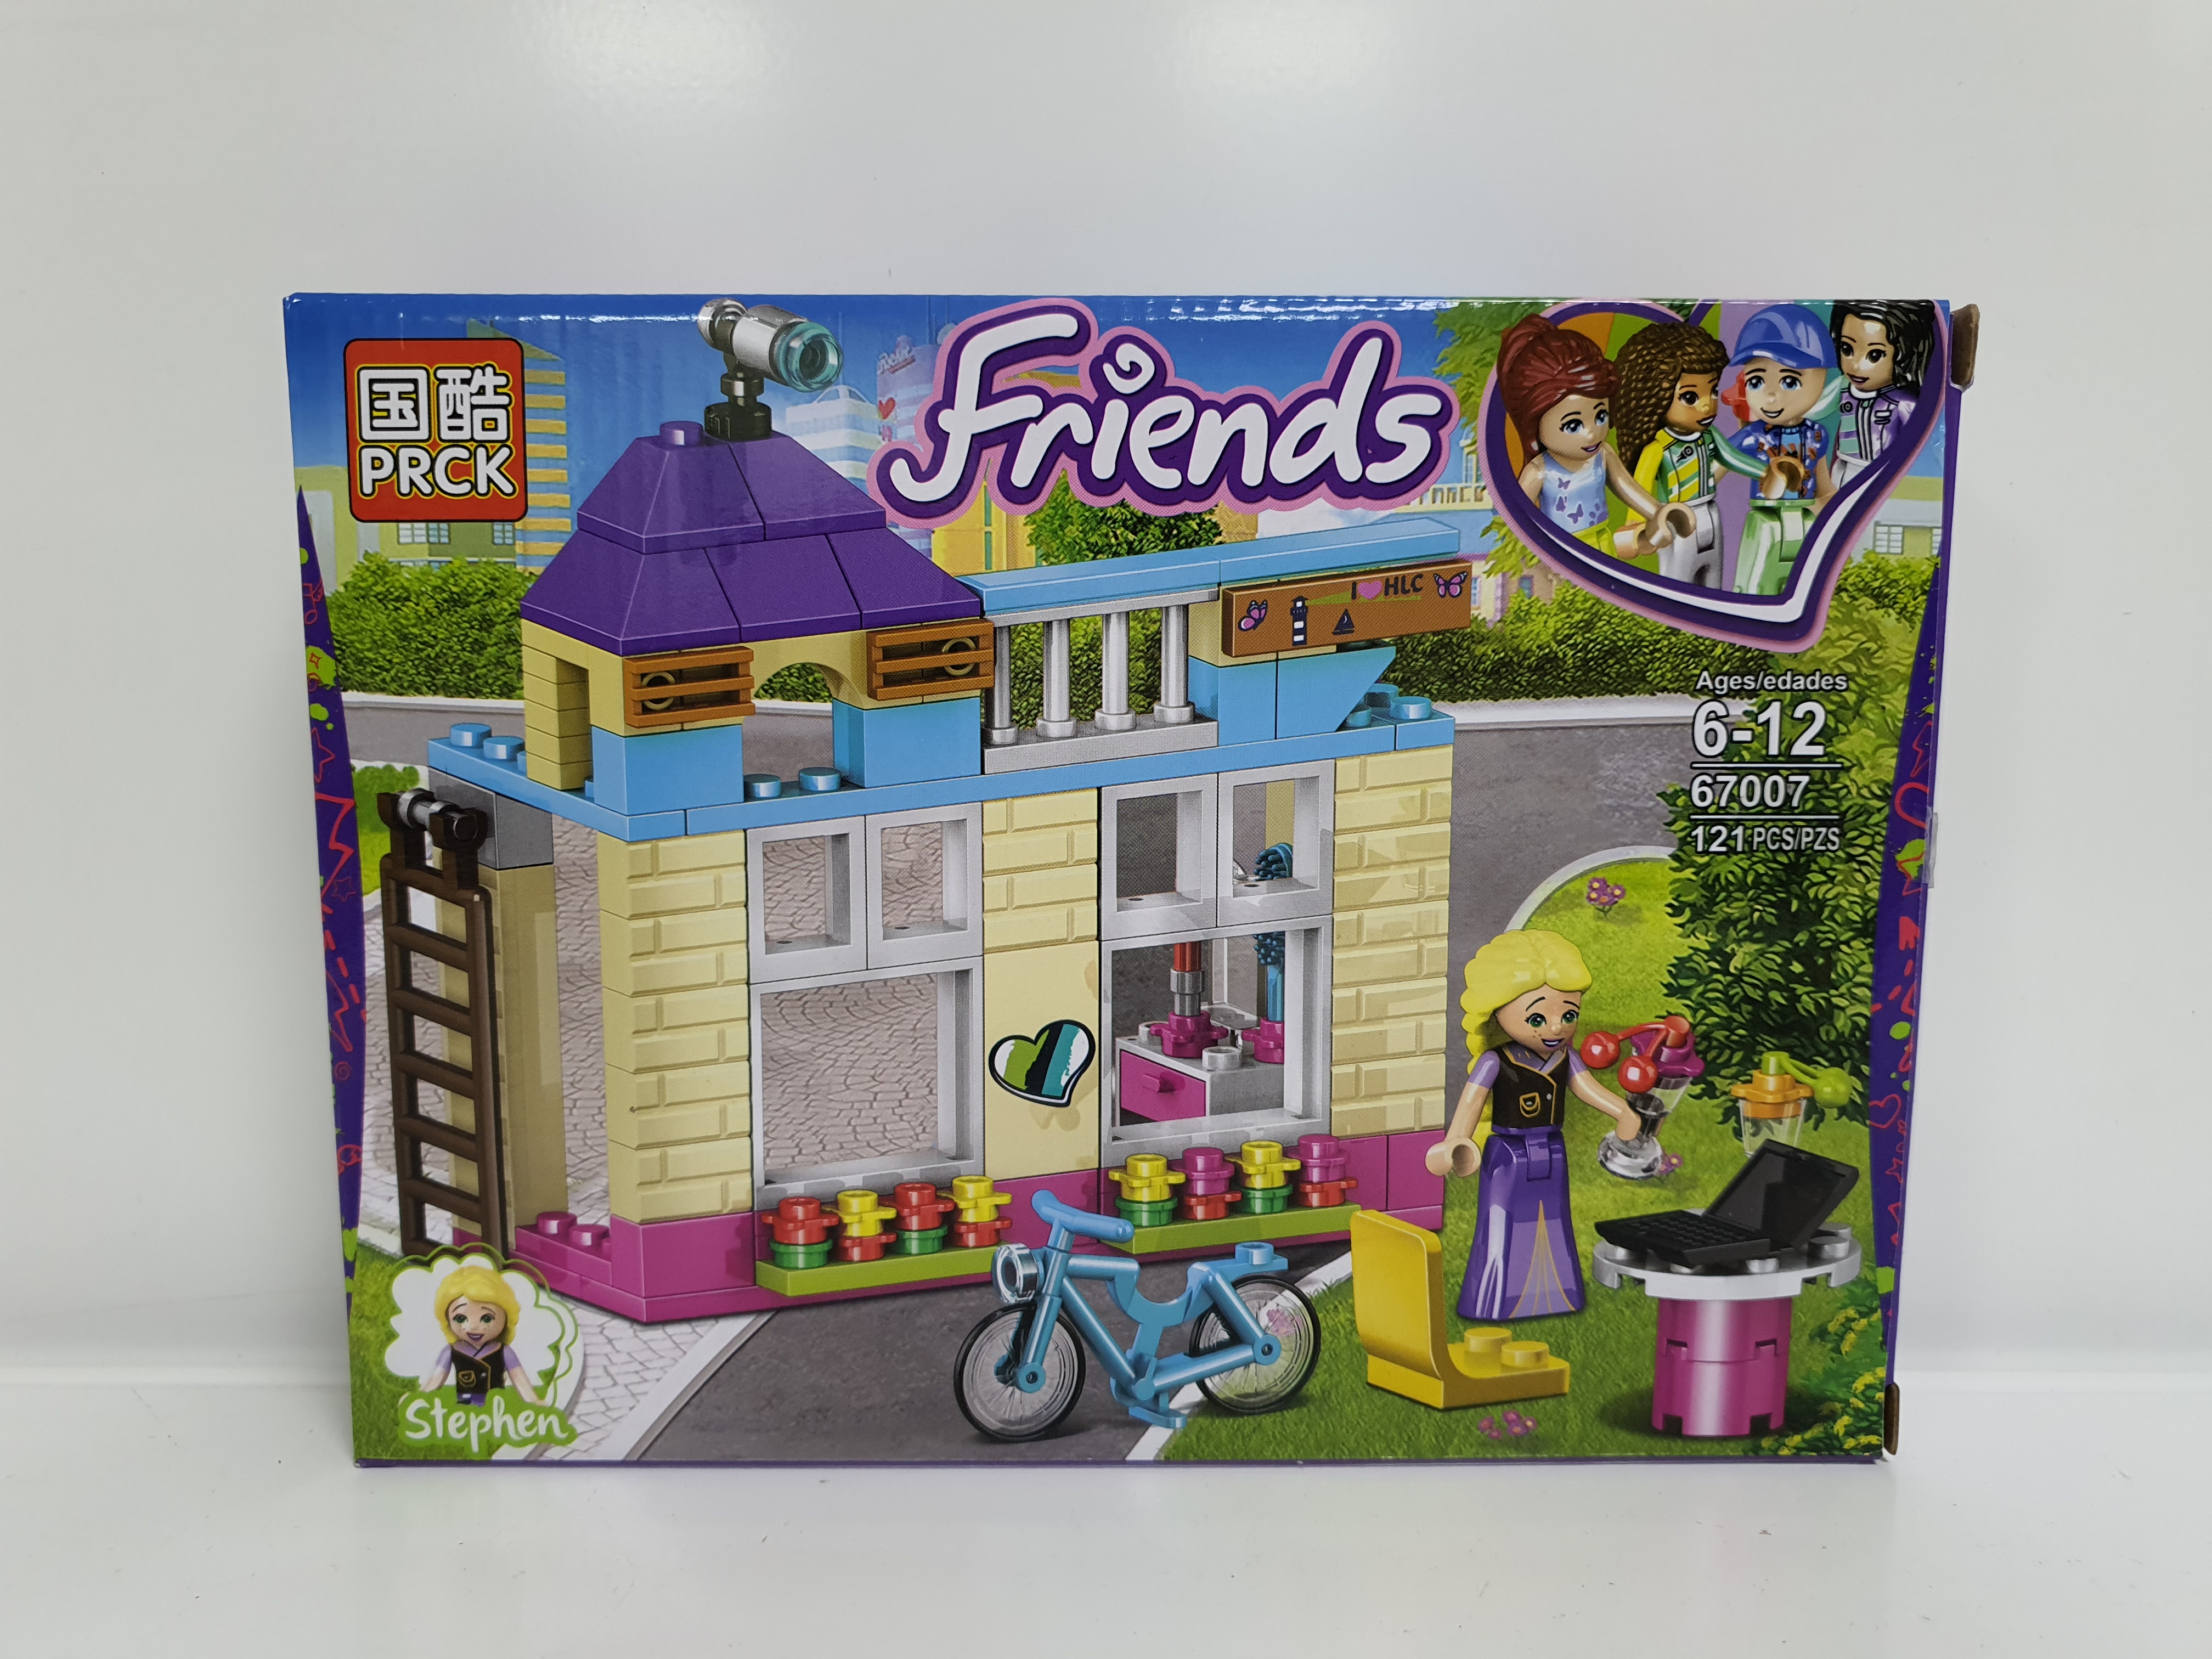 国酷
PRCK
Friends
I HLC
Ages/edades
6-12
67007
121 PCS/PZS
Stephen